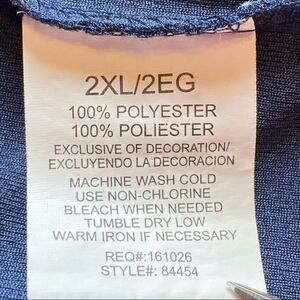 2XL/2EG
100% POLYESTER
100% POLIESTER
EXCLUSIVE OF DECORATION/
EXCLUYENDO LA DECORACION
MACHINE WASH COLD
USE NON-CHLORINE
BLEACH WHEN NEEDED
TUMBLE DRY LOW
WARM IRON IF NECESSARY
REQ#:161026
STYLE#: 84454